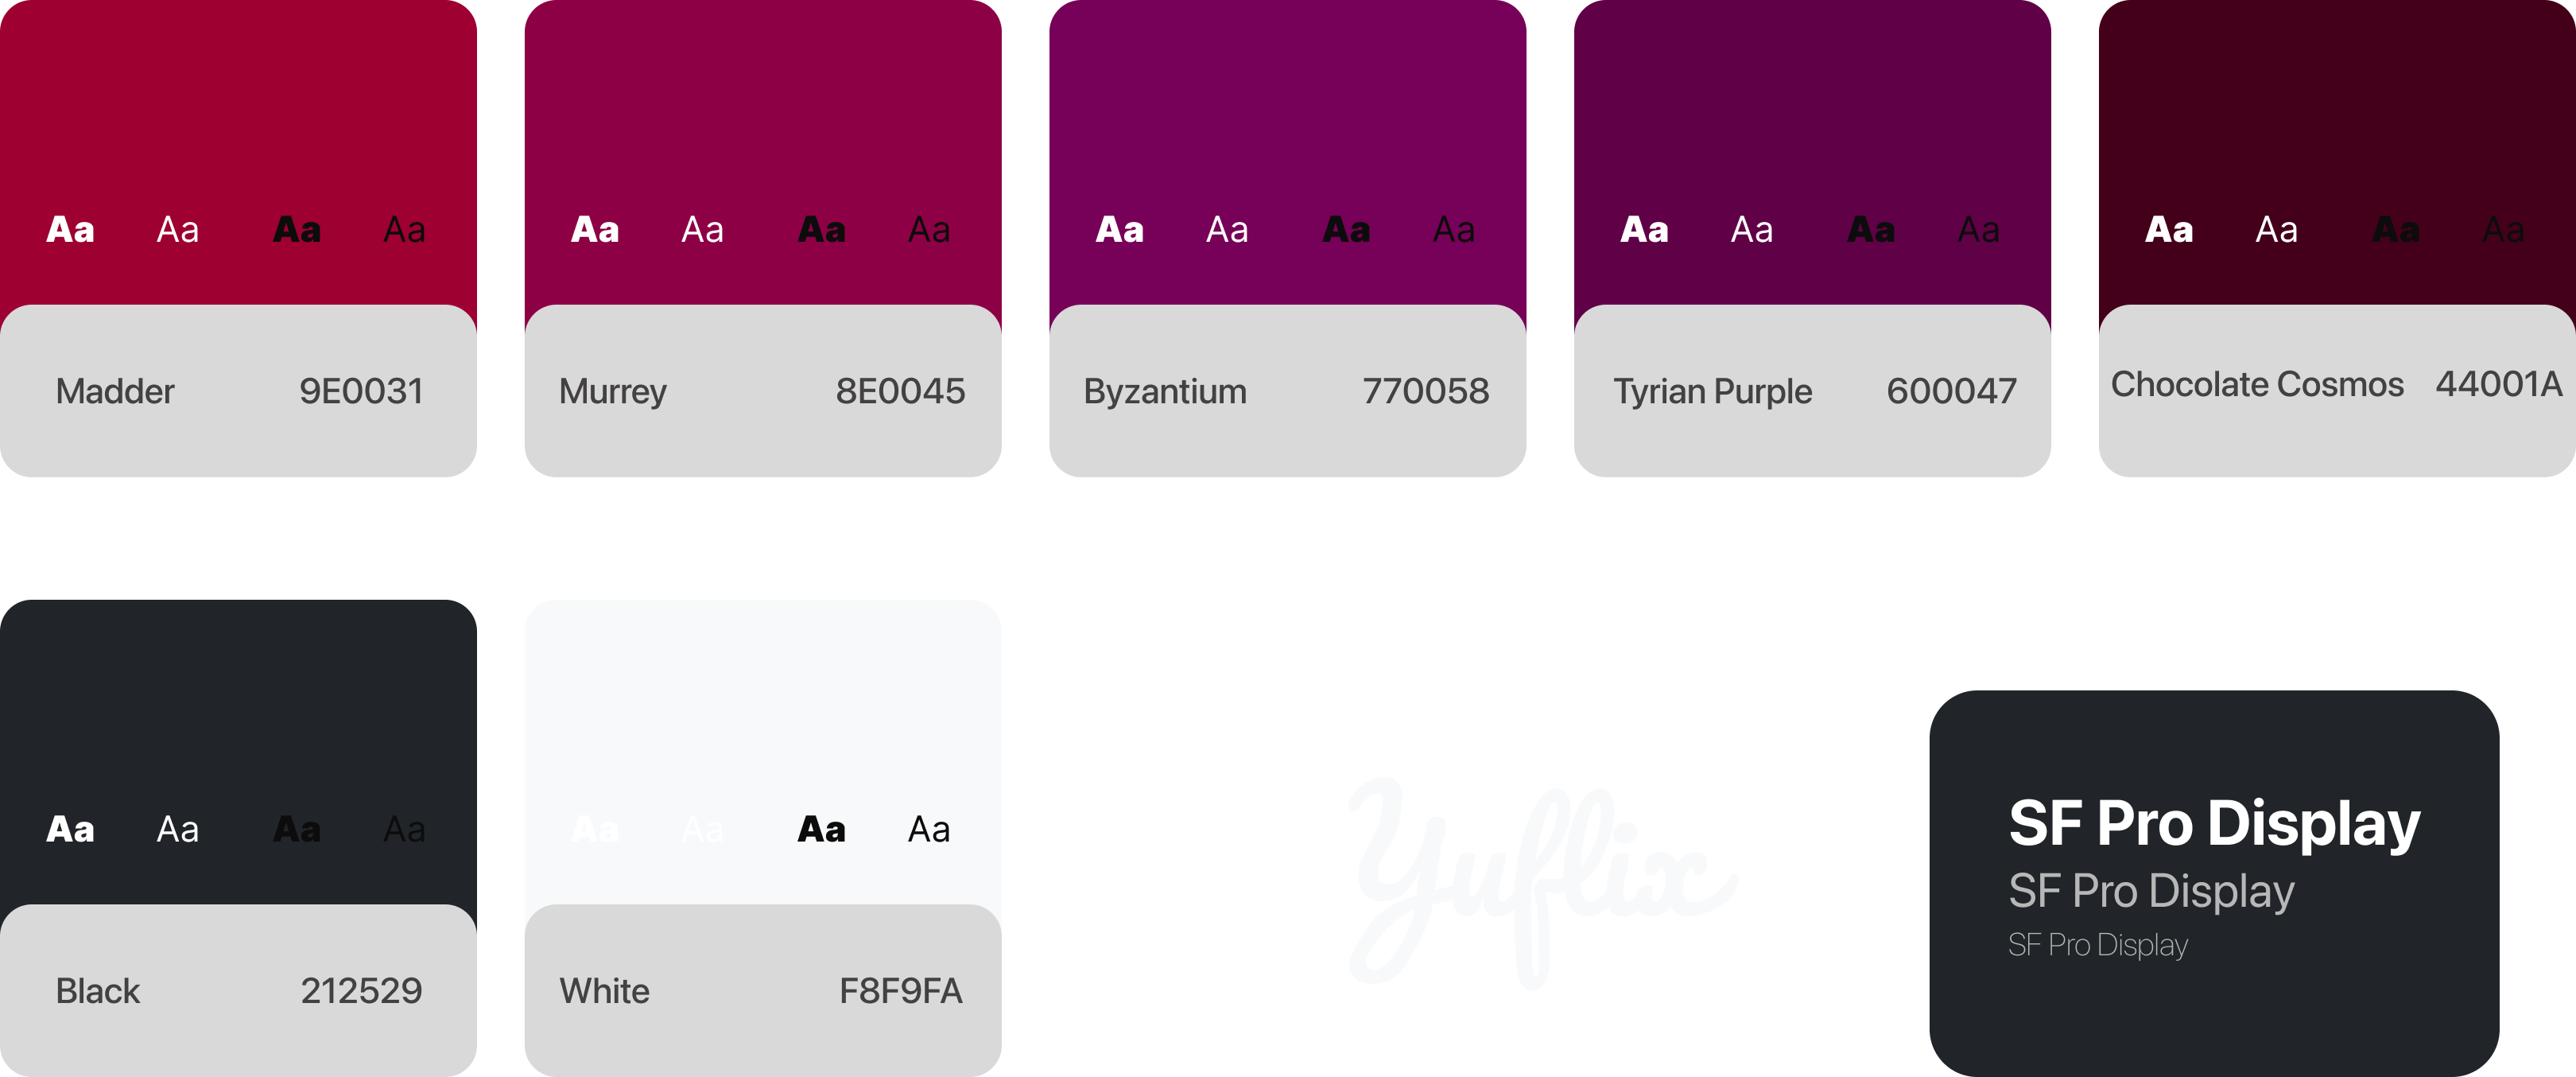 Aa Aa Aa Aa
Aa Aa Aa Aa
Aa Aa Aa Aa
Aa Aa Aa Aa
Aa Aa Aa Aa
Madder 9E0031
Murrey 8E0045
Byzantium 770058
Tyrian Purple 600047
Chocolate Cosmos 44001A
Aa Aa Aa Aa
Aa Aa Aa Aa
Black 212529
White F8F9FA
Yuflix
SF Pro Display
SF Pro Display
SF Pro Display